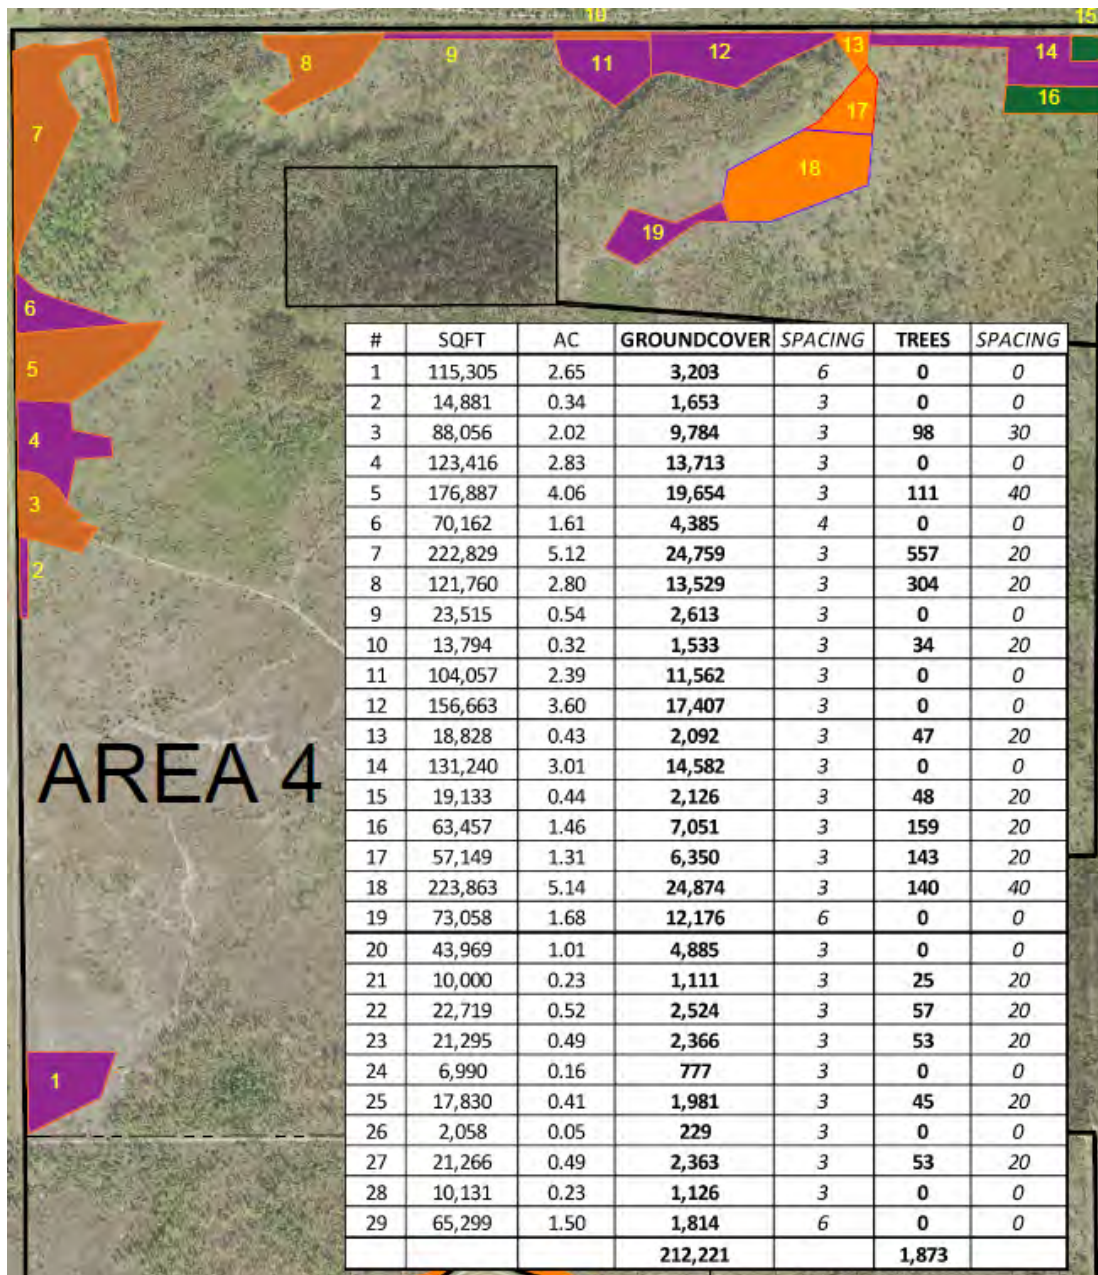 10
15
9
12
13
14
8
11
16
7
17
18
19
6
5
4
3
2
AREA 4
1
# SQFT AC GROUNDCOVER SPACING TREES SPACING
1 115,305 2.65 3,203 6 0 0
2 14,881 0.34 1,653 3 0 0
3 88,056 2.02 9,784 3 98 30
4 123,416 2.83 13,713 3 0 0
5 176,887 4.06 19,654 3 111 40
6 70,162 1.61 4,385 4 0 0
7 222,829 5.12 24,759 3 557 20
8 121,760 2.80 13,529 3 304 20
9 23,515 0.54 2,613 3 0 0
10 13,794 0.32 1,533 3 34 20
11 104,057 2.39 11,562 3 0 0
12 156,663 3.60 17,407 3 0 0
13 18,828 0.43 2,092 3 47 20
14 131,240 3.01 14,582 3 0 0
15 19,133 0.44 2,126 3 48 20
16 63,457 1.46 7,051 3 159 20
17 57,149 1.31 6,350 3 143 20
18 223,863 5.14 24,874 3 140 40
19 73,058 1.68 12,176 6 0 0
20 43,969 1.01 4,885 3 0 0
21 10,000 0.23 1,111 3 25 20
22 22,719 0.52 2,524 3 57 20
23 21,295 0.49 2,366 3 53 20
24 6,990 0.16 777 3 0 0
25 17,830 0.41 1,981 3 45 20
26 2,058 0.05 229 3 0 0
27 21,266 0.49 2,363 3 53 20
28 10,131 0.23 1,126 3 0 0
29 65,299 1.50 1,814 6 0 0
212,221 1,873